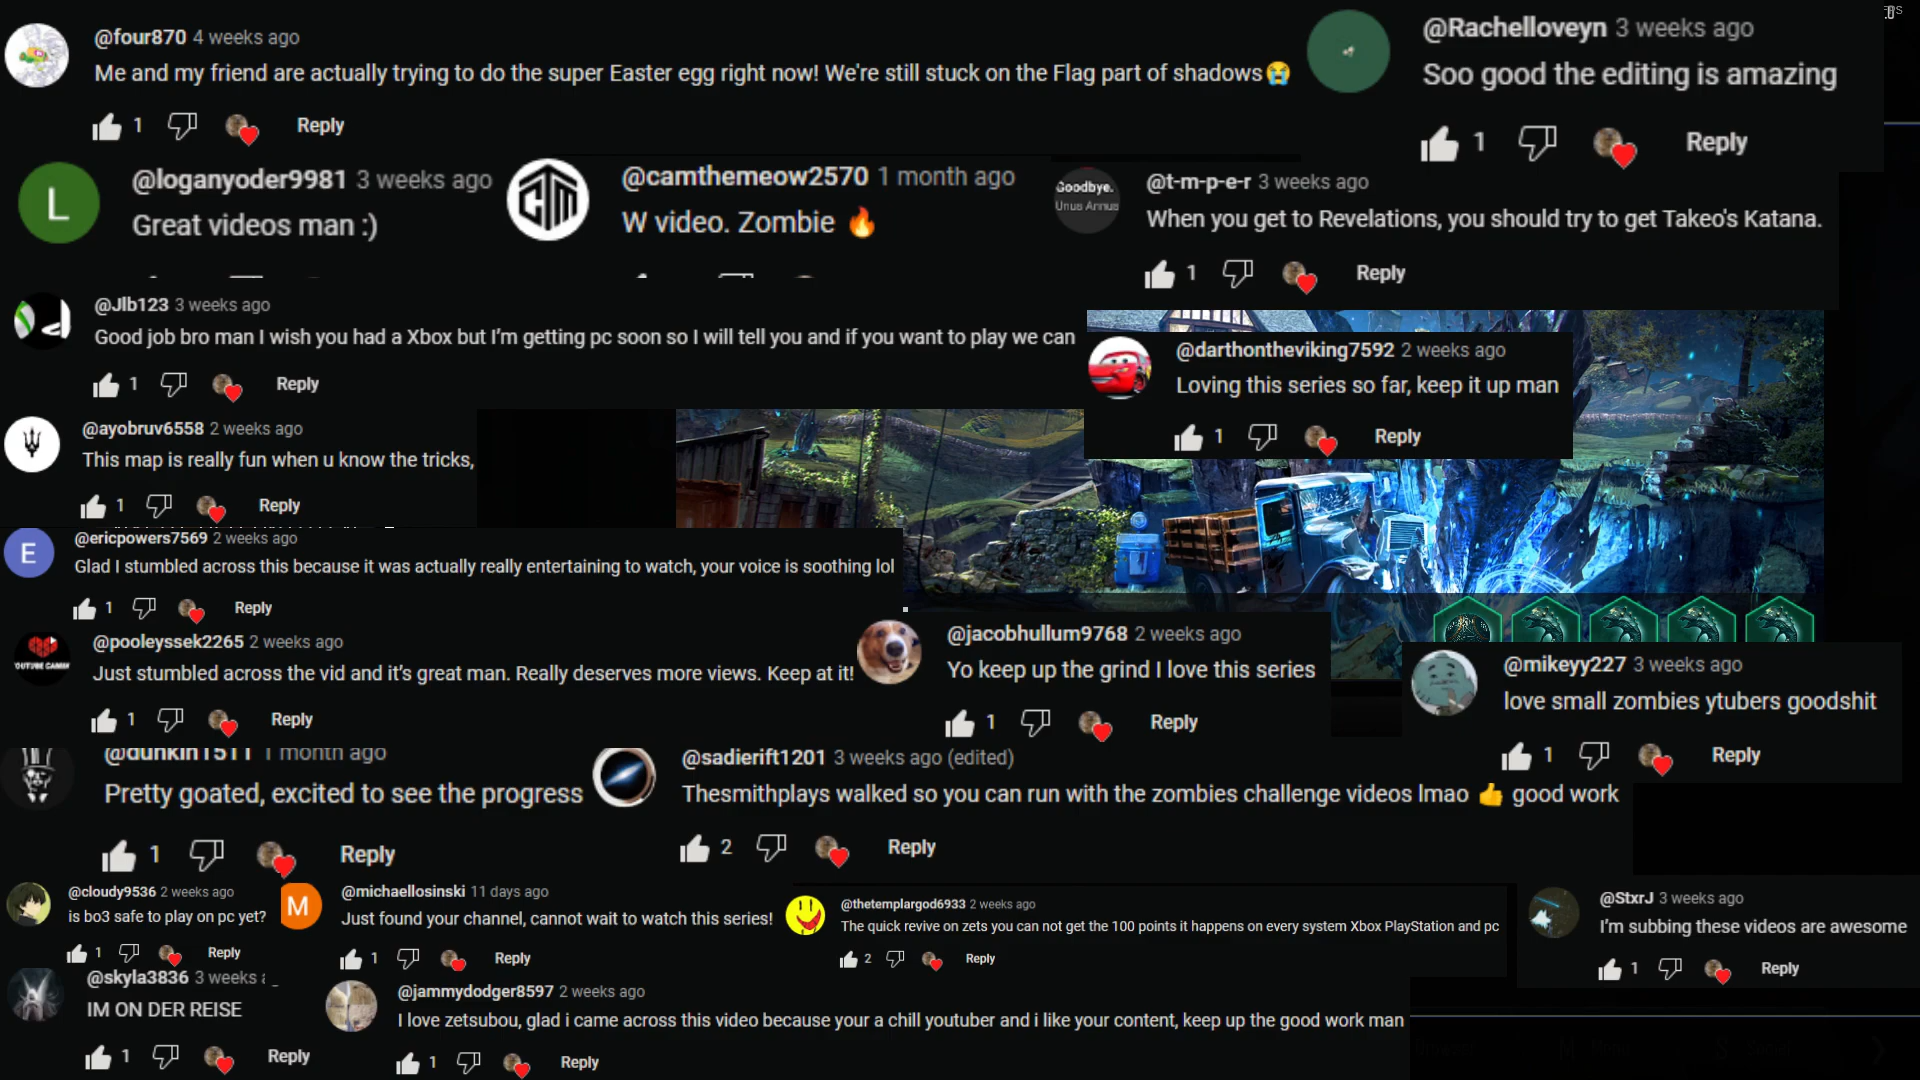 @four870 4 weeks ago
Me and my friend are actually trying to do the super Easter egg right now! We're still stuck on the Flag part of shadows😭
1 Reply
@Rachelloveyn 3 weeks ago
Soo good the editing is amazing
1 Reply
@loganyoder9981 3 weeks ago
Great videos man :)
L
@camthemeow2570 1 month ago
W video. Zombie 🔥
Goodbye.
Unus Annus
@t-m-p-e-r 3 weeks ago
When you get to Revelations, you should try to get Takeo's Katana.
1 Reply
@Jlb123 3 weeks ago
Good job bro man I wish you had a Xbox but I'm getting pc soon so I will tell you and if you want to play we can
1 Reply
@darthontheviking7592 2 weeks ago
Loving this series so far, keep it up man
1 Reply
@ayobruv6558 2 weeks ago
This map is really fun when u know the tricks,
1 Reply
E
@ericpowers7569 2 weeks ago
Glad I stumbled across this because it was actually really entertaining to watch, your voice is soothing lol
1 Reply
@pooleyssek2265 2 weeks ago
Just stumbled across the vid and it's great man. Really deserves more views. Keep at it!
1 Reply
@jacobhullum9768 2 weeks ago
Yo keep up the grind I love this series
1 Reply
@mikeyy227 3 weeks ago
love small zombies ytubers goodshit
1 Reply
@dunkin1511 1 month ago
Pretty goated, excited to see the progress
1 Reply
@sadierift1201 3 weeks ago (edited)
Thesmithplays walked so you can run with the zombies challenge videos lmao 👍 good work
2 Reply
@cloudy9536 2 weeks ago
is bo3 safe to play on pc yet?
1 Reply
M
@michaellosinski 11 days ago
Just found your channel, cannot wait to watch this series!
1 Reply
@thetemplargod6933 2 weeks ago
The quick revive on zets you can not get the 100 points it happens on every system Xbox PlayStation and pc
2 Reply
@StxrJ 3 weeks ago
I'm subbing these videos are awesome
1 Reply
@skyla3836 3 weeks
IM ON DER REISE
1 Reply
@jammydodger8597 2 weeks ago
I love zetsubou, glad i came across this video because your a chill youtuber and i like your content, keep up the good work man
1 Reply